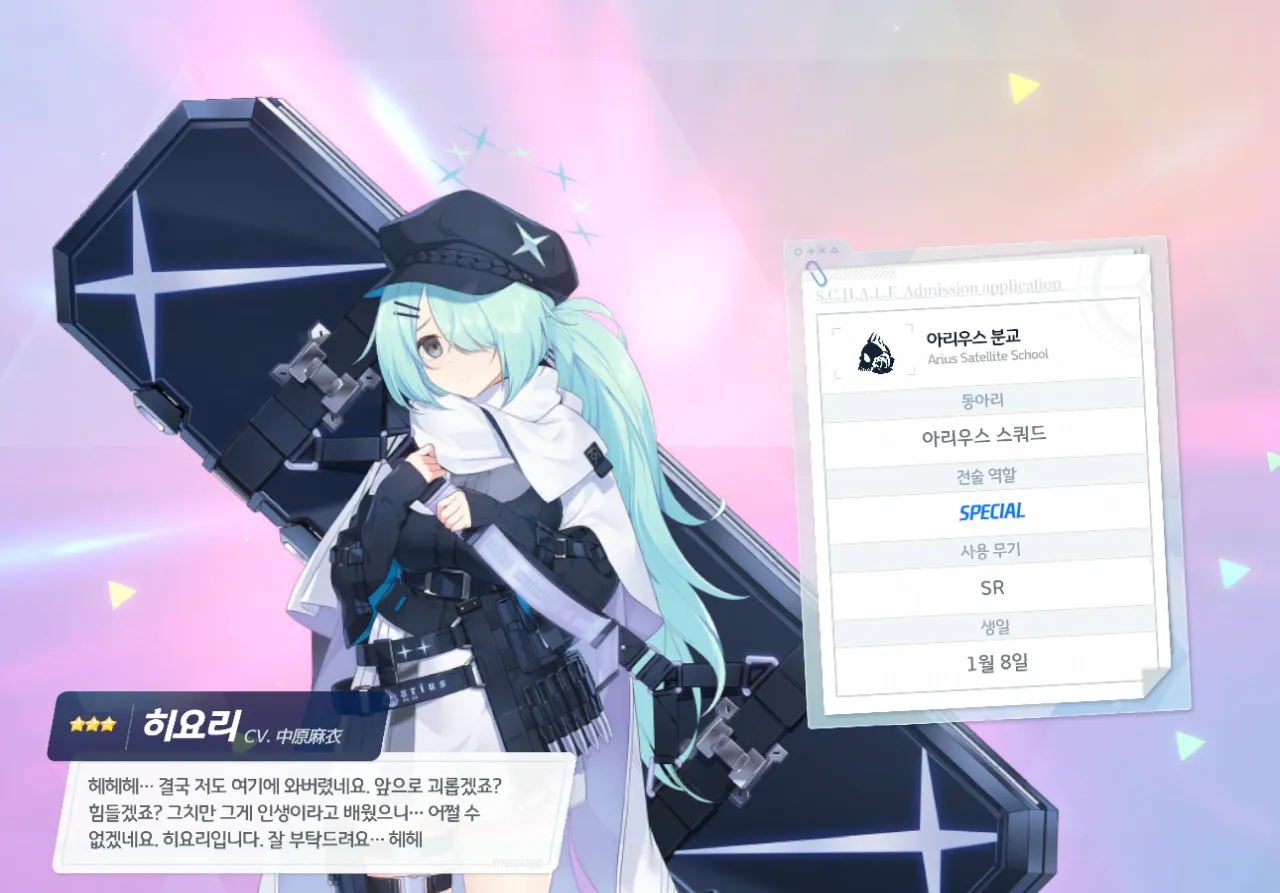 S.C.H.A.L.E Admission application
아리우스 분교
Arius Satellite School
동아리
아리우스 스쿼드
전술 역할
SPECIAL
사용 무기
SR
생일
1월 8일
arius
히요리 CV. 中原麻衣
헤헤헤… 결국 저도 여기에 와버렸네요. 앞으로 괴롭겠죠?
힘들겠죠? 그치만 그게 인생이라고 배웠으니… 어쩔 수
없겠네요. 히요리입니다. 잘 부탁드려요… 헤헤
message